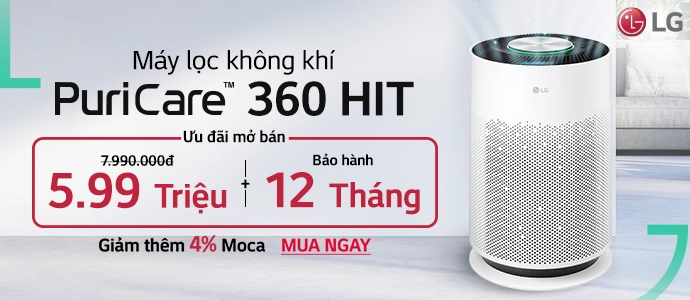 LG
Máy lọc không khí
PuriCare™ 360 HIT
Ưu đãi mở bán
7.990.000đ
5.99 Triệu
+
Bảo hành
12 Tháng
Giảm thêm 4% Moca MUA NGAY
LG